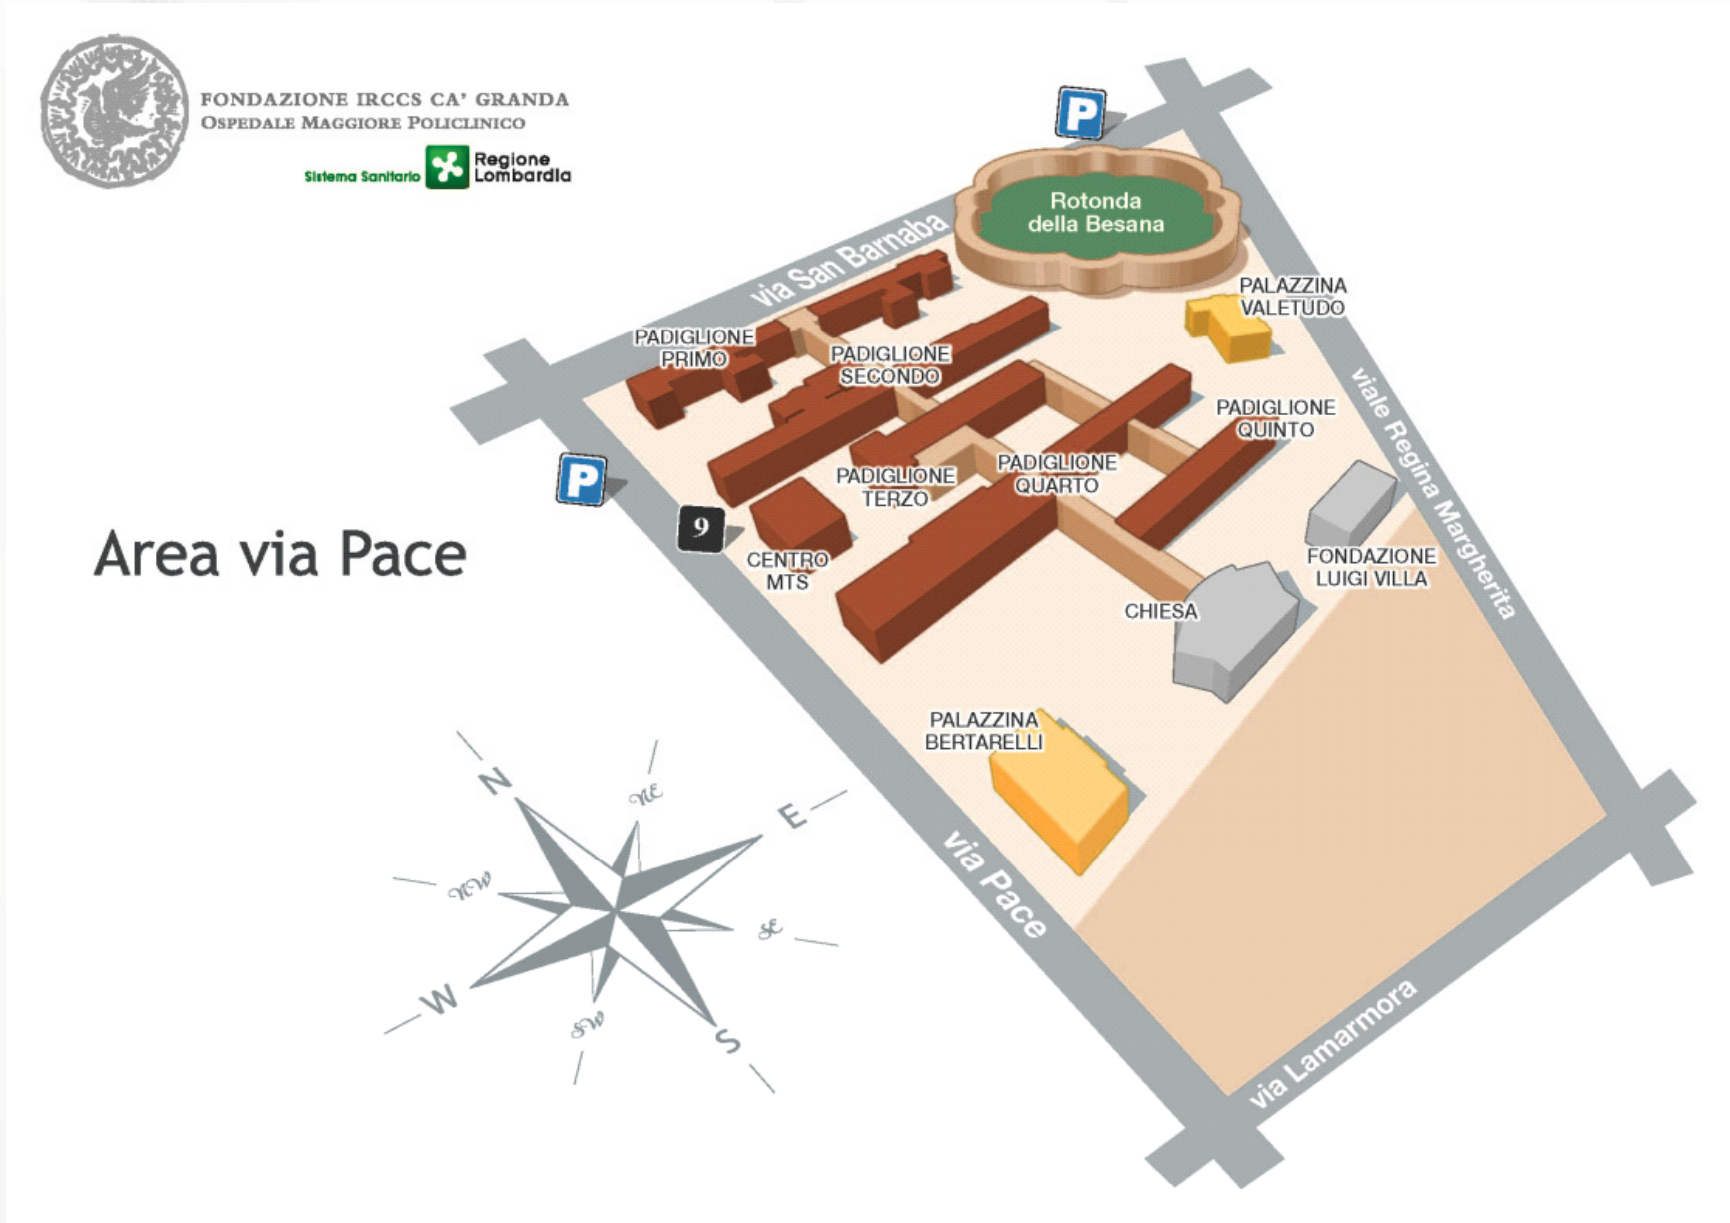 FONDAZIONE IRCCS CA' GRANDA
OSPEDALE MAGGIORE POLICLINICO
Sistema Sanitario
Regione
Lombardia
P
Rotonda
della Besana
via San Barnaba
PALAZZINA
VALETUDO
PADIGLIONE
PRIMO
PADIGLIONE
SECONDO
viale Regina Margherita
PADIGLIONE
QUINTO
PADIGLIONE
QUARTO
PADIGLIONE
TERZO
P
9
Area via Pace
CENTRO
MTS
FONDAZIONE
LUIGI VILLA
CHIESA
PALAZZINA
BERTARELLI
via Pace
via Lamarmora
N
NE
E
NW
SE
W
SW
S